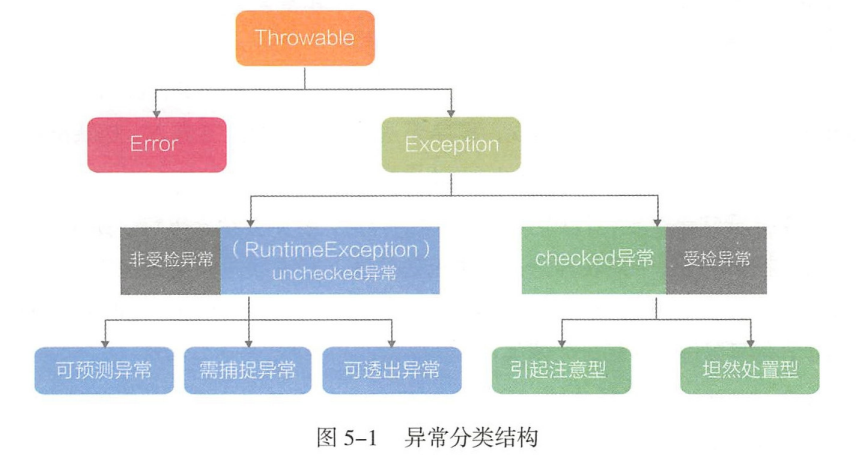 Throwable
Error
Exception
非受检异常
（RuntimeException）
unchecked异常
checked异常
受检异常
可预测异常
需捕捉异常
可透出异常
引起注意型
坦然处置型
图 5-1 异常分类结构